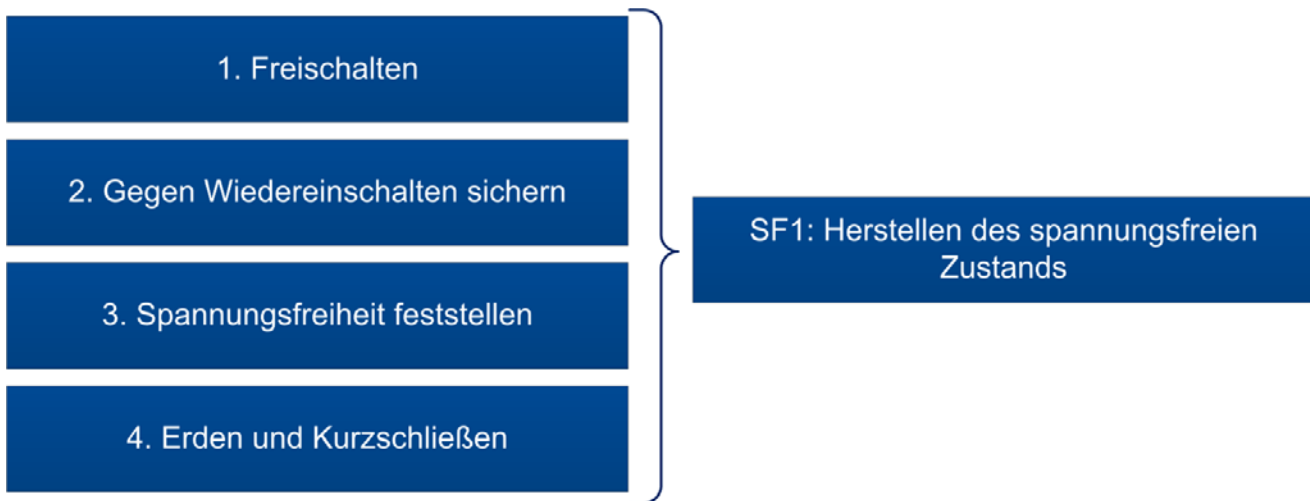 1. Freischalten
2. Gegen Wiedereinschalten sichern
3. Spannungsfreiheit feststellen
4. Erden und Kurzschließen
SF1: Herstellen des spannungsfreien
Zustands